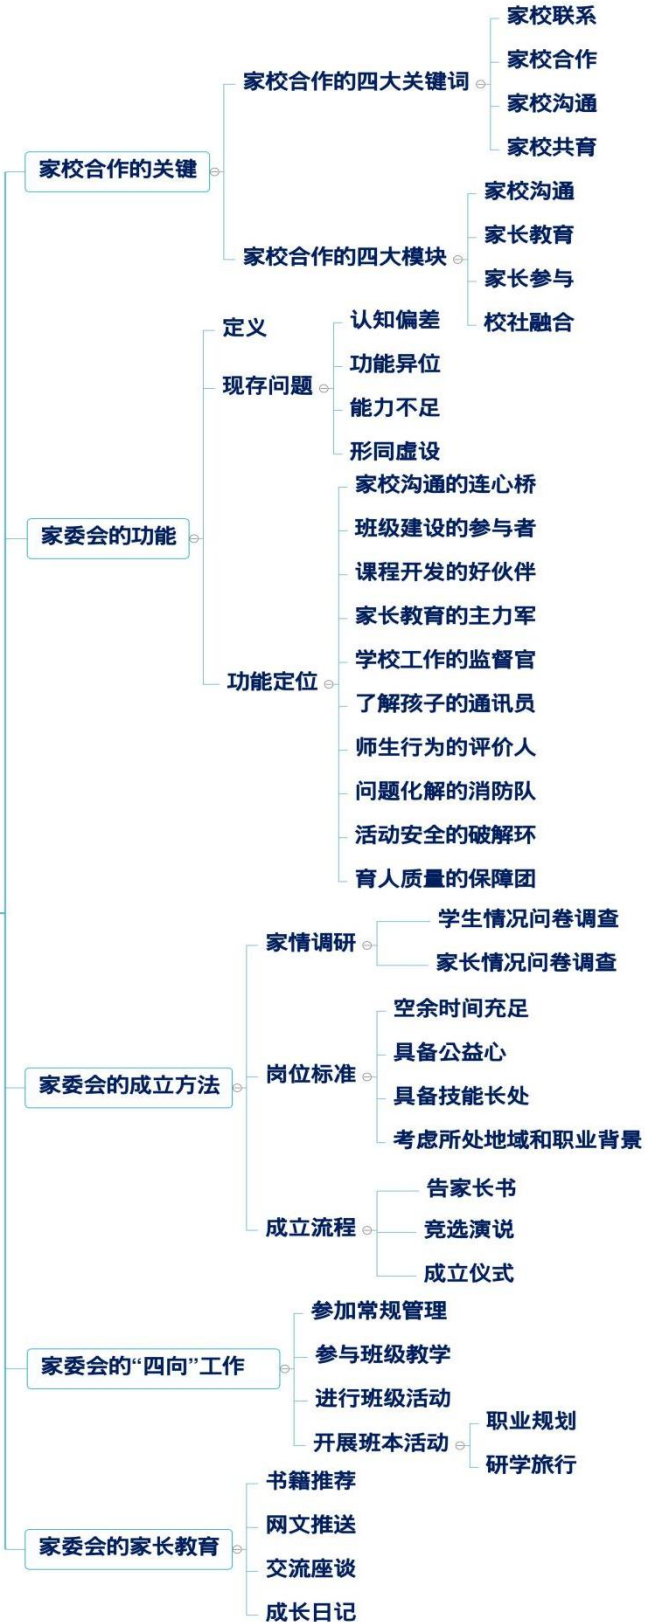 家校合作的关键
家校合作的四大关键词
家校联系
家校合作
家校沟通
家校共育
家校合作的四大模块
家校沟通
家长教育
家长参与
校社融合
家委会的功能
定义
现存问题
认知偏差
功能异位
能力不足
形同虚设
功能定位
家校沟通的连心桥
班级建设的参与者
课程开发的好伙伴
家长教育的主力军
学校工作的监督官
了解孩子的通讯员
师生行为的评价人
问题化解的消防队
活动安全的破解环
育人质量的保障团
家委会的成立方法
家情调研
学生情况问卷调查
家长情况问卷调查
岗位标准
空余时间充足
具备公益心
具备技能长处
考虑所处地域和职业背景
成立流程
告家长书
竞选演说
成立仪式
家委会的“四向”工作
参加常规管理
参与班级教学
进行班级活动
开展班本活动
职业规划
研学旅行
家委会的家长教育
书籍推荐
网文推送
交流座谈
成长日记